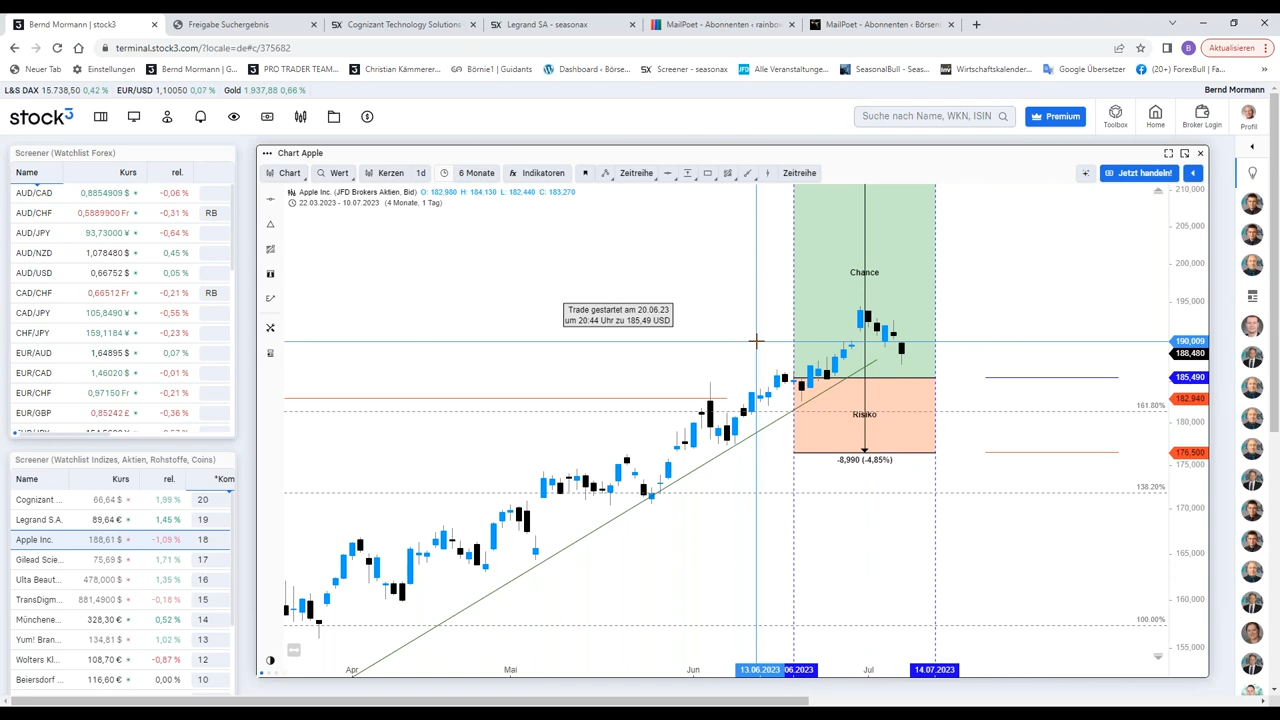 Bernd Mormann | stock3
Freigabe Suchergebnis
Cognizant Technology Solutions
Legrand SA - seasonax
MailPoet - Abonnenten ‹ rainbow
MailPoet - Abonnenten ‹ Börsen
terminal.stock3.com/?locale=de#c/375682
B
Aktualisieren
Neuer Tab
Einstellungen
Bernd Mormann | G...
PRO TRADER TEAM...
Christian Kämmerer...
Börnie1 | Guidants
Dashboard ‹ Börse...
Screener - seasonax
Alle Veranstaltunge...
SeasonalBull - Seas...
Wirtschaftskalender...
Google Übersetzer
(20+) ForexBull | Fa...
L&S DAX 15.738,50 0,42 %
EUR/USD 1,10050 0,07 %
Gold 1.937,88 0,66 %
Bernd Mormann
stock3
Suche nach Name, WKN, ISIN
Premium
Toolbox
Home
Broker Login
Profil
Screener (Watchlist Forex)
Name Kurs rel.
AUD/CAD 0,8854909 $ -0,06 %
AUD/CHF 0,5889900 Fr -0,31 % RB
AUD/JPY 93,73000 ¥ -0,64 %
AUD/NZD 1,078480 $ 0,45 %
AUD/USD 0,66752 $ 0,05 %
CAD/CHF 0,66512 Fr -0,21 % RB
CAD/JPY 105,8490 ¥ -0,55 %
CHF/JPY 159,1184 ¥ -0,23 %
EUR/AUD 1,64895 $ 0,07 %
EUR/CAD 1,46020 $ -0,01 %
EUR/CHF 0,97150 Fr -0,21 %
EUR/GBP 0,85242 £ -0,36 %
Screener (Watchlist Indizes, Aktien, Rohstoffe, Coins)
Name Kurs rel. *Kom
Cognizant ... 66,64 $ 1,99 % 20
Legrand S.A. 89,64 € 1,45 % 19
Apple Inc. 188,61 $ -1,09 % 18
Gilead Scie... 75,69 $ 1,71 % 17
Ulta Beaut... 478,000 $ 1,35 % 16
TransDigm... 881,4900 $ -0,18 % 15
Münchene... 328,30 € 0,52 % 14
Yum! Bran... 134,81 $ 1,02 % 13
Wolters Kl... 108,70 € -0,87 % 12
Beiersdorf ... 116,60 € 0,00 % 10
Chart Apple
Chart
Wert
Kerzen 1d
6 Monate
Indikatoren
Zeitreihe
Zeitreihe
Jetzt handeln!
Apple Inc. (JFD Brokers Aktien, Bid) O: 182,980 H: 184,130 L: 182,440 C: 183,270
22.03.2023 - 10.07.2023 (4 Monate, 1 Tag)
Trade gestartet am 20.06.23
um 20:44 Uhr zu 185,49 USD
Chance
Risiko
-8,990 (-4,85%)
161.80%
138.20%
100.00%
210,000
205,000
200,000
195,000
190,009
188,480
185,490
182,940
180,000
176,500
175,000
170,000
165,000
160,000
155,000
Apr
Mai
Jun
13.06.2023
06.2023
Jul
14.07.2023